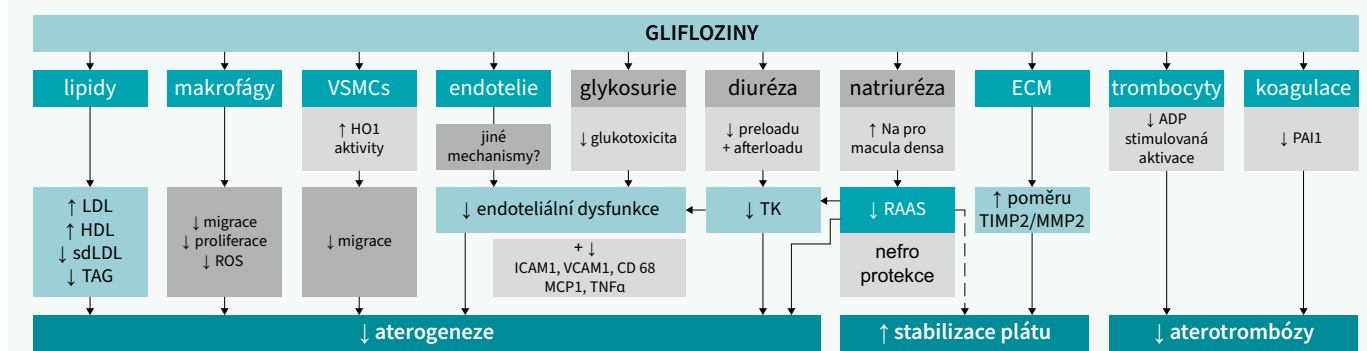 GLIFLOZINY
lipidy
makrofágy
VSMCs
endotelie
glykosurie
diuréza
natriuréza
ECM
trombocyty
koagulace
↑ HO1
aktivity
jiné
mechanismy?
↓ glukotoxicita
↓ preloadu
+ afterloadu
↑ Na pro
macula densa
↓ ADP
stimulovaná
aktivace
↓ PAI1
↑ LDL
↑ HDL
↓ sdLDL
↓ TAG
↓ migrace
↓ proliferace
↓ ROS
↓ migrace
↓ endoteliální dysfunkce
+ ↓
ICAM1, VCAM1, CD 68
MCP1, TNFα
↓ TK
↓ RAAS
nefro
protekce
↑ poměru
TIMP2/MMP2
↓ aterogeneze
↑ stabilizace plátu
↓ aterotrombózy